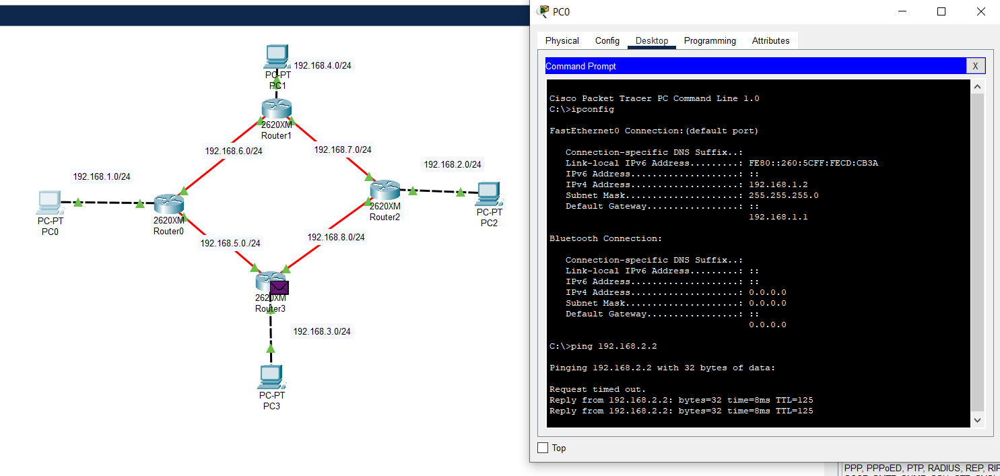 PC0
Physical Config Desktop Programming Attributes
Command Prompt
X
Cisco Packet Tracer PC Command Line 1.0
C:\>ipconfig
FastEthernet0 Connection:(default port)
Connection-specific DNS Suffix..:
Link-local IPv6 Address.........: FE80::260:5CFF:FECD:CB3A
IPv6 Address....................: ::
IPv4 Address....................: 192.168.1.2
Subnet Mask.....................: 255.255.255.0
Default Gateway.................: ::
192.168.1.1
Bluetooth Connection:
Connection-specific DNS Suffix..:
Link-local IPv6 Address.........: ::
IPv6 Address....................: ::
IPv4 Address....................: 0.0.0.0
Subnet Mask.....................: 0.0.0.0
Default Gateway.................: ::
0.0.0.0
C:\>ping 192.168.2.2
Pinging 192.168.2.2 with 32 bytes of data:
Request timed out.
Reply from 192.168.2.2: bytes=32 time=8ms TTL=125
Reply from 192.168.2.2: bytes=32 time=8ms TTL=125
Top
PPP, PPPoED, PTP, RADIUS, REP, RIP
192.168.4.0/24
PC-PT
PC1
2620XM
Router1
192.168.6.0/24
192.168.7.0/24
192.168.1.0/24
192.168.2.0/24
PC-PT
PC0
2620XM
Router0
2620XM
Router2
PC-PT
PC2
192.168.5.0./24
192.168.8.0/24
2620XM
Router3
192.168.3.0/24
PC-PT
PC3